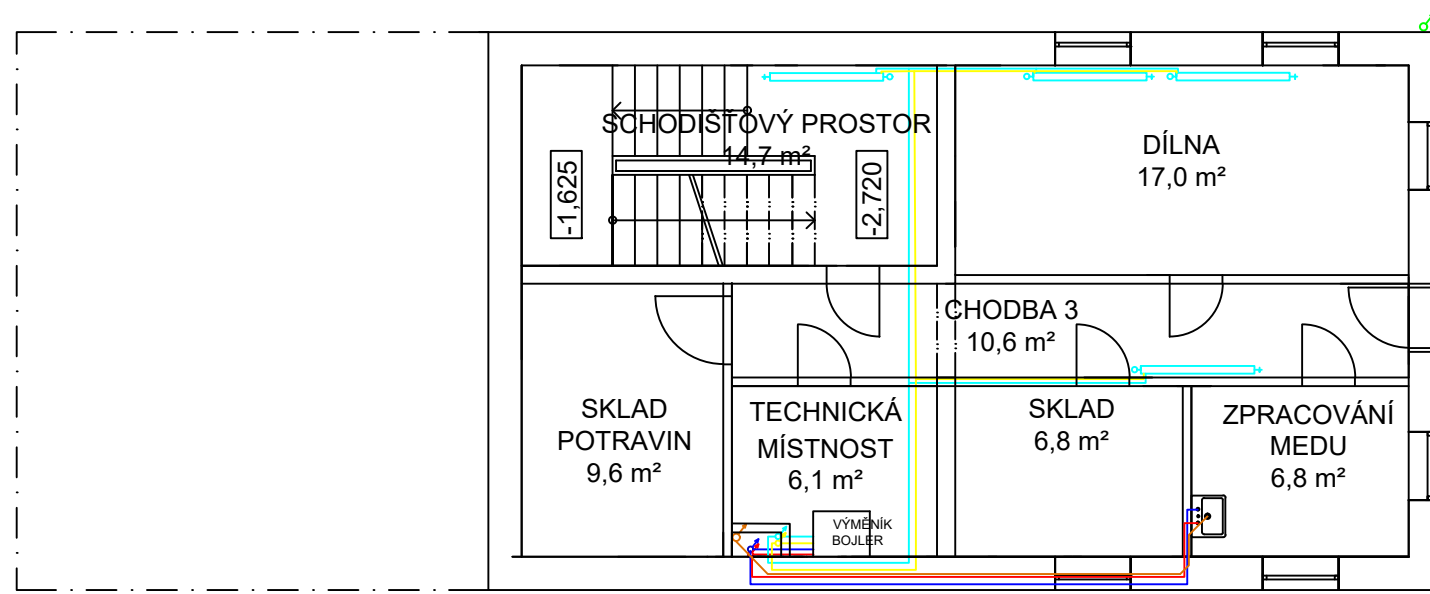 SCHODIŠŤOVÝ PROSTOR
14,7 m²
-1,625
-2,720
DÍLNA
17,0 m²
CHODBA 3
10,6 m²
SKLAD
POTRAVIN
9,6 m²
TECHNICKÁ
MÍSTNOST
6,1 m²
SKLAD
6,8 m²
ZPRACOVÁNÍ
MEDU
6,8 m²
VÝMĚNÍK
BOJLER